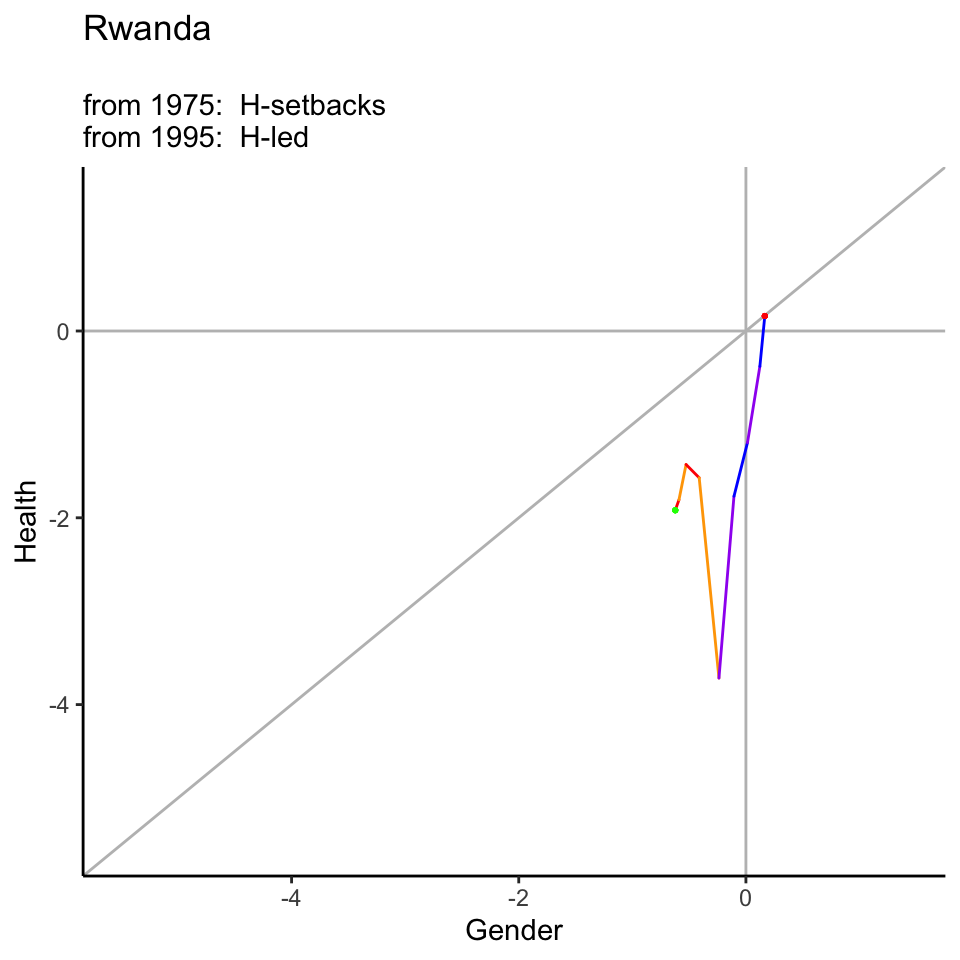 Rwanda
from 1975:  H-setbacks
from 1995:  H-led
0
-2
-4
Health
-4
-2
0
Gender